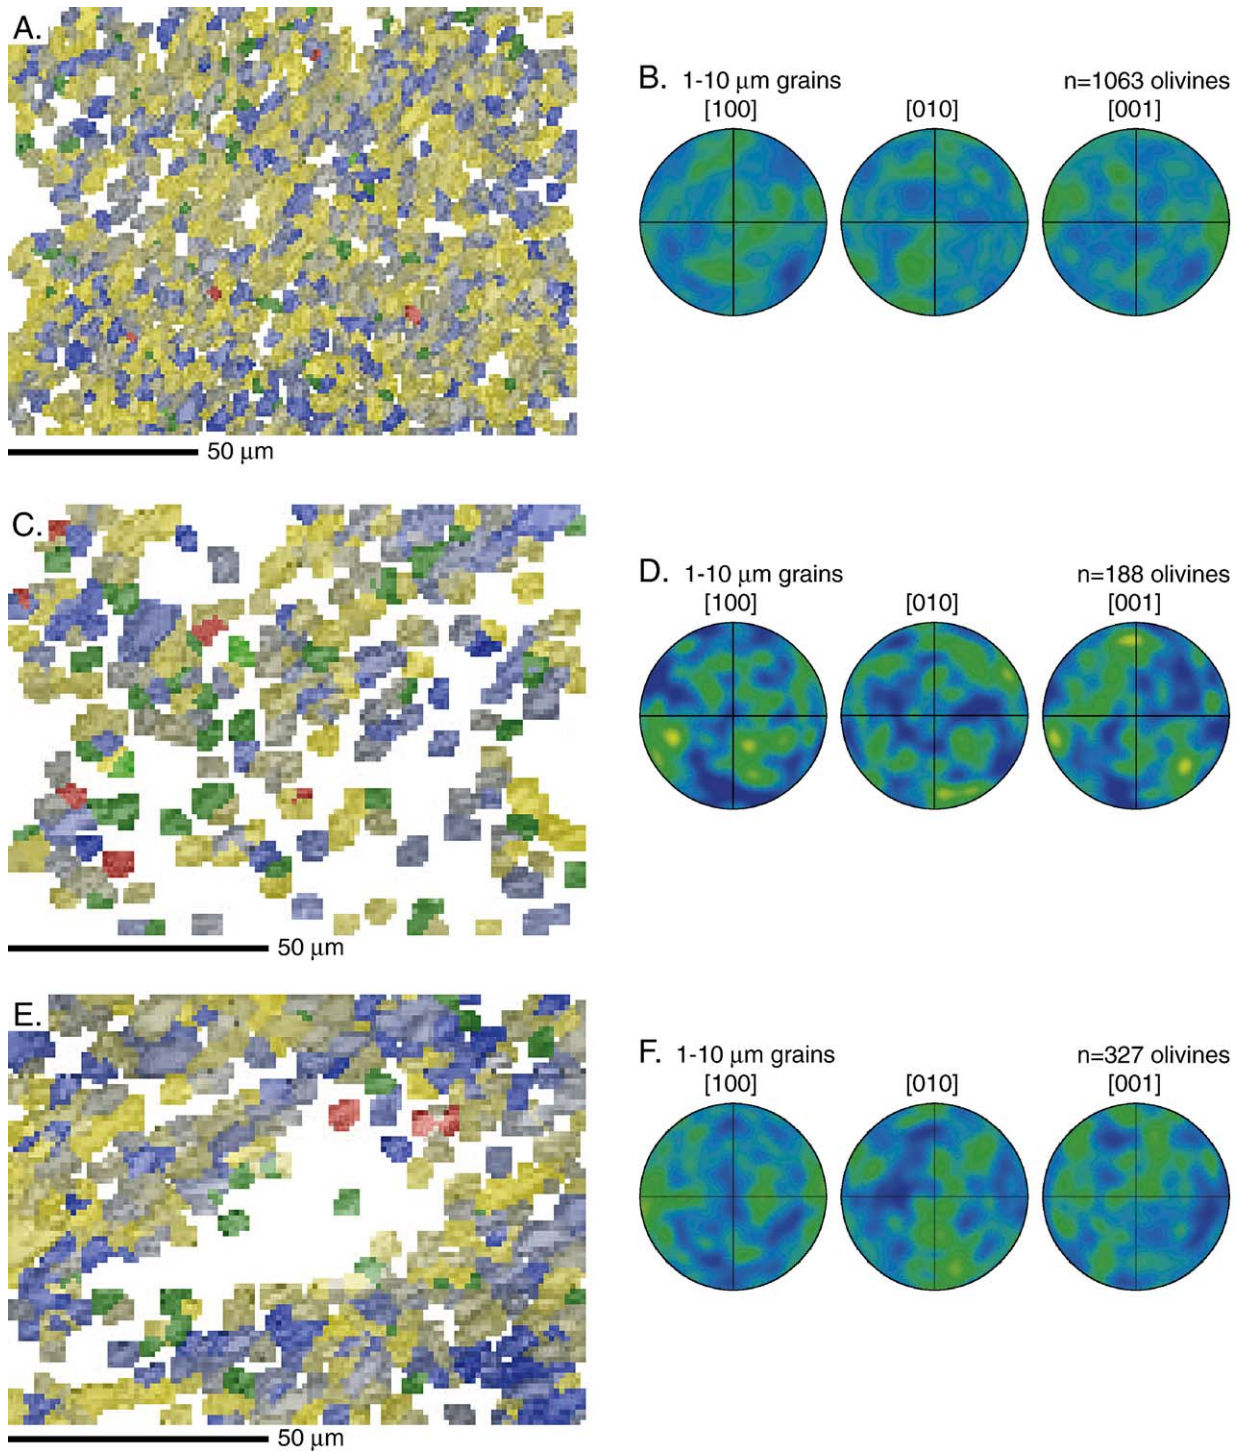 A.
50 μm
B. 1-10 μm grains n=1063 olivines
[100] [010] [001]
C.
50 μm
D. 1-10 μm grains n=188 olivines
[100] [010] [001]
E.
50 μm
F. 1-10 μm grains n=327 olivines
[100] [010] [001]